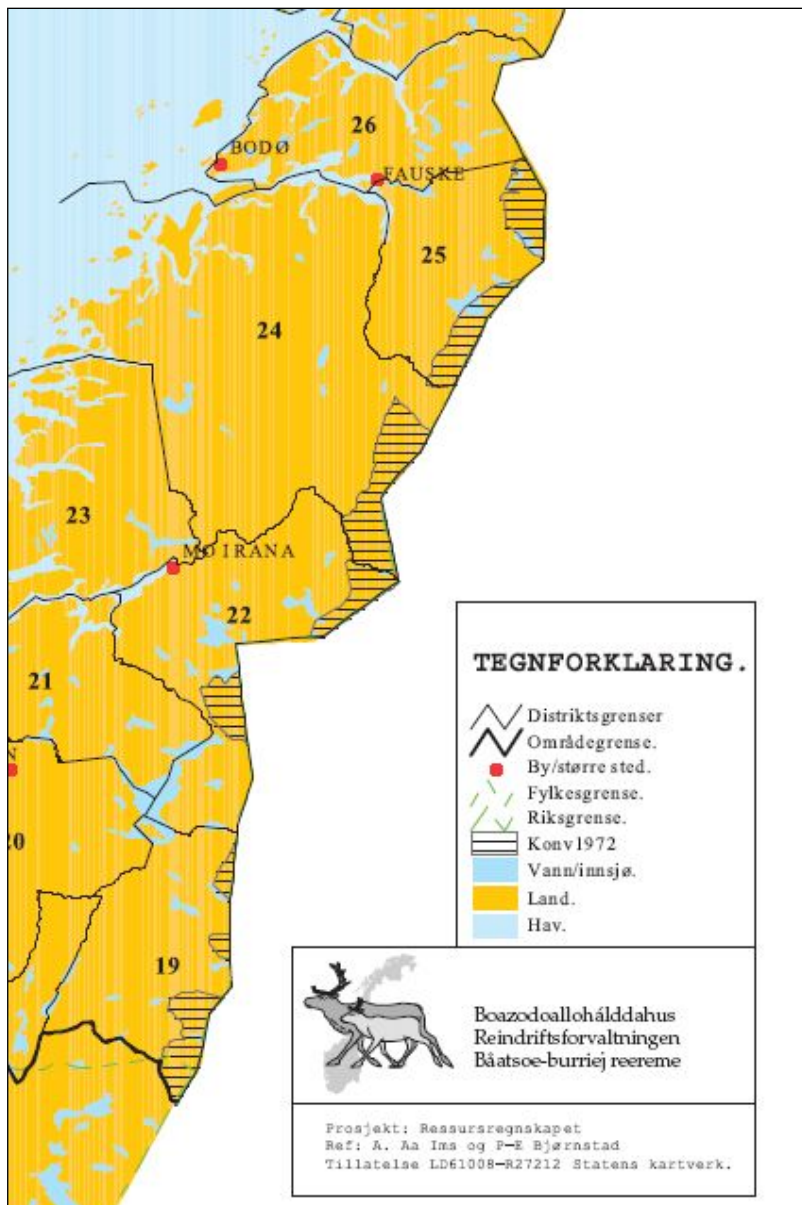 26
BODØ
FAUSKE
25
24
23
MO I RANA
22
21
N
20
19
TEGNFORKLARING.
Distriktsgrenser
Områdegrense.
By/større sted.
Fylkesgrense.
Riksgrense.
Konv1972
Vann/innsjø.
Land.
Hav.
Boazodoallohálddahus
Reindriftsforvaltningen
Båatsoe-burriej reereme
Prosjekt: Ressursregnskapet
Ref: A. Aa Ims og P-E Bjørnstad
Tillatelse LD61008-R27212 Statens kartverk.